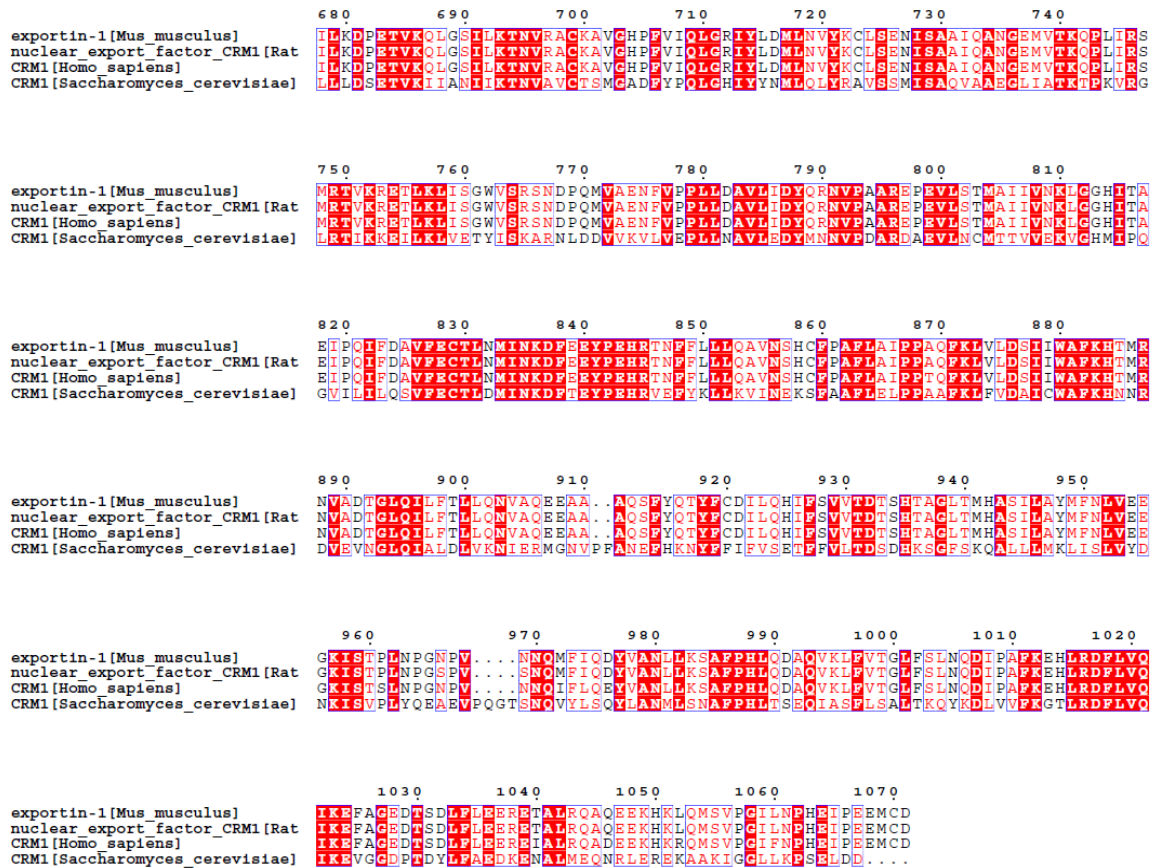 680 690 700 710 720 730 740
exportin-1[Mus_musculus] ILKDPETVKQLGSILKTNVRACKAVGHPFVIQLGRIYLDMLNVYKCLSENISAAIQANGEMVTKQPLIRS
nuclear_export_factor_CRM1[Rat ILKDPETVKQLGSILKTNVRACKAVGHPFVIQLGRIYLDMLNVYKCLSENISAAIQANGEMVTKQPLIRS
CRM1[Homo_sapiens] ILKDPETVKQLGSILKTNVRACKAVGHPFVIQLGRIYLDMLNVYKCLSENISAAIQANGEMVTKQPLIRS
CRM1[Saccharomyces_cerevisiae] LLLDSETVKIIANIIKTNVAVCTSMGADFYPQLGHIYYNMLQLYRAVSSMISAQVAAEGLIATKTPKVRG
750 760 770 780 790 800 810
exportin-1[Mus_musculus] MRTVKRETLKLISGWVSRSNDPQMVAENFVPPLLDAVLIDYQRNVPAAREPEVLSTMAIIVNKLGGHITA
nuclear_export_factor_CRM1[Rat MRTVKRETLKLISGWVSRSNDPQMVAENFVPPLLDAVLIDYQRNVPAAREPEVLSTMAIIVNKLGGHITA
CRM1[Homo_sapiens] MRTVKRETLKLISGWVSRSNDPQMVAENFVPPLLDAVLIDYQRNVPAAREPEVLSTMAIIVNKLGGHITA
CRM1[Saccharomyces_cerevisiae] LRTIKKEILKLVETYISKARNLDDVVKVLVEPLLNAVLEDYMNNVPDARDAEVLNCMTTVVEKVGHMIPQ
820 830 840 850 860 870 880
exportin-1[Mus_musculus] EIPQIFDAVFECTLNMINKDFEEYPEHRTNFFLLLQAVNSHCFPAFLAIPPAQFKLVLDSIIWAFKHTMR
nuclear_export_factor_CRM1[Rat EIPQIFDAVFECTLNMINKDFEEYPEHRTNFFLLLQAVNSHCFPAFLAIPPAQFKLVLDSIIWAFKHTMR
CRM1[Homo_sapiens] EIPQIFDAVFECTLNMINKDFEEYPEHRTNFFLLLQAVNSHCFPAFLAIPPTQFKLVLDSIIWAFKHTMR
CRM1[Saccharomyces_cerevisiae] GVILILQSVFECTLDMINKDFTEYPEHRVEFYKLLKVINEKSFAAFLELPPAAFKLFVDAICWAFKHNNR
890 900 910 920 930 940 950
exportin-1[Mus_musculus] NVADTGLQILFTLLQNVAQEEAA..AQSFYQTYFCDILQHIFSVVTDTSHTAGLTMHASILAYMFNLVEE
nuclear_export_factor_CRM1[Rat NVADTGLQILFTLLQNVAQEEAA..AQSFYQTYFCDILQHIFSVVTDTSHTAGLTMHASILAYMFNLVEE
CRM1[Homo_sapiens] NVADTGLQILFTLLQNVAQEEAA..AQSFYQTYFCDILQHIFSVVTDTSHTAGLTMHASILAYMFNLVEE
CRM1[Saccharomyces_cerevisiae] DVEVNGLQIALDLVKNIERMGNVPFANEFHKNYFFIFVSETFFVLTDSDHKSGFSKQALLLMKLISLVYD
960 970 980 990 1000 1010 1020
exportin-1[Mus_musculus] GKISTPLNPGNPV....NNQMFIQDYVANLLKSAFPHLQDAQVKLFVTGLFSLNQDIPAFKEHLRDFLVQ
nuclear_export_factor_CRM1[Rat GKISTPLNPGSPV....SNQMFIQDYVANLLKSAFPHLQDAQVKLFVTGLFSLNQDIPAFKEHLRDFLVQ
CRM1[Homo_sapiens] GKISTSLNPGNPV....NNQIFLQEYVANLLKSAFPHLQDAQVKLFVTGLFSLNQDIPAFKEHLRDFLVQ
CRM1[Saccharomyces_cerevisiae] NKISVPLYQEAEVPQGTSNQVYLSQYLANMLSNAFPHLTSEQIASFLSALTKQYKDLVVFKGTLRDFLVQ
1030 1040 1050 1060 1070
exportin-1[Mus_musculus] IKEFAGEDTSDLFLEERETALRQAQEEKHKLQMSVPGILNPHEIPEEMCD
nuclear_export_factor_CRM1[Rat IKEFAGEDTSDLFLEERETALRQAQEEKHKLQMSVPGILNPHEIPEEMCD
CRM1[Homo_sapiens] IKEFAGEDTSDLFLEEREIALRQADEEKHKRQMSVPGIFNPHEIPEEMCD
CRM1[Saccharomyces_cerevisiae] IKEVGGDPTDYLFAEDKENALMEQNRLEREKAAKIGGLLKPSELDD....